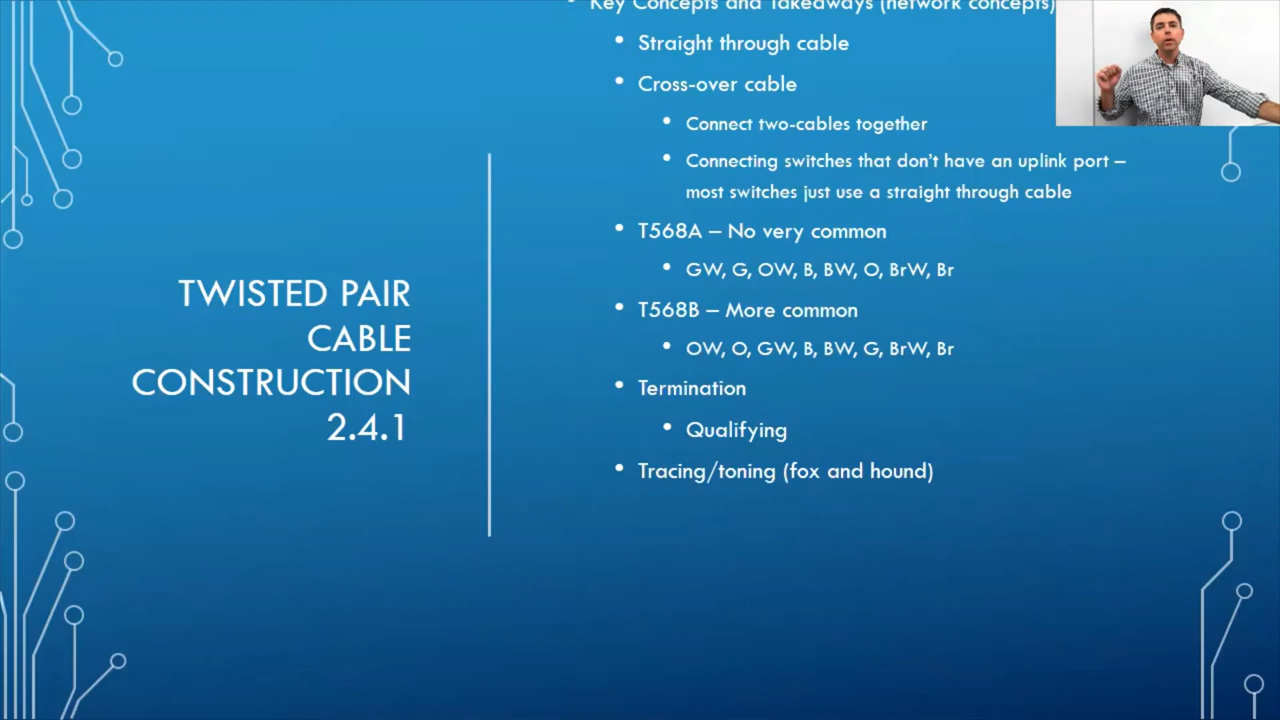 Key Concepts and Takeaways (network concepts)
Straight through cable
Cross-over cable
Connect two-cables together
Connecting switches that don't have an uplink port –
most switches just use a straight through cable
T568A – No very common
GW, G, OW, B, BW, O, BrW, Br
T568B – More common
OW, O, GW, B, BW, G, BrW, Br
Termination
Qualifying
Tracing/toning (fox and hound)
TWISTED PAIR
CABLE
CONSTRUCTION
2.4.1